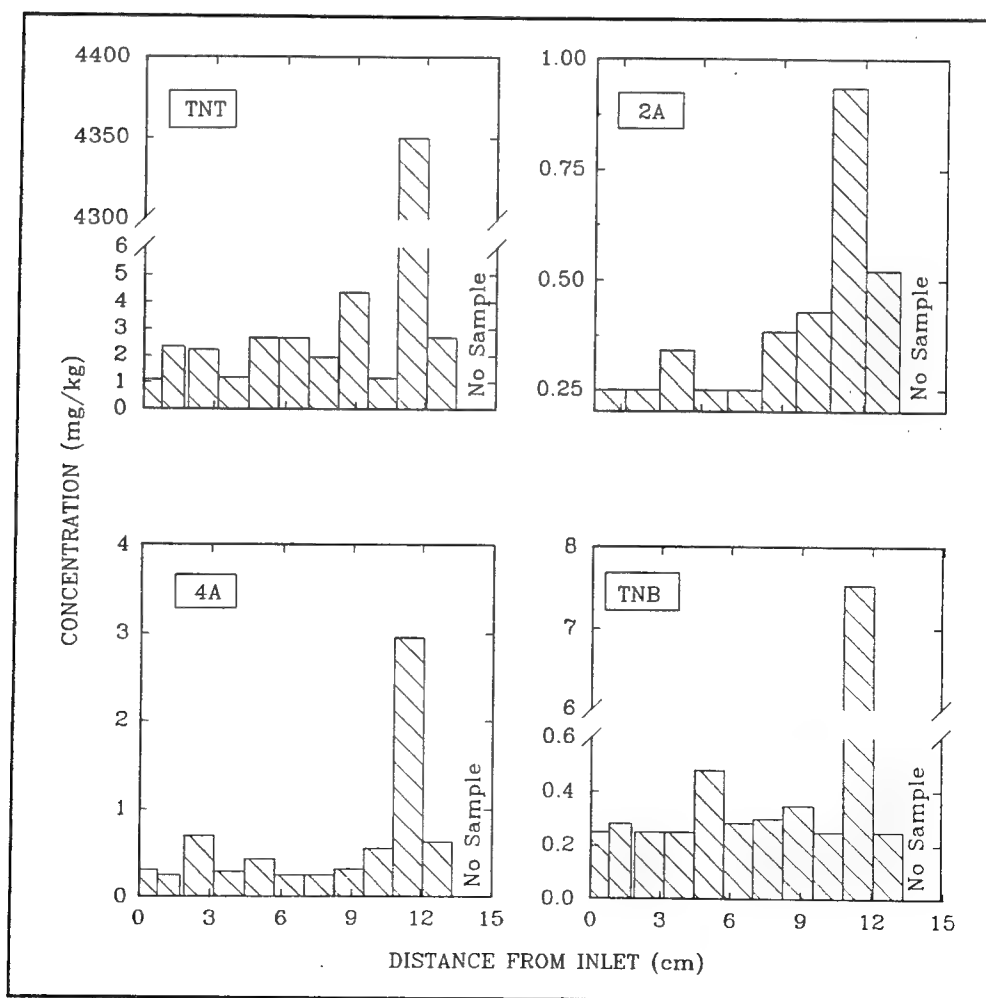 CONCENTRATION (mg/kg)
TNT
4400
4350
4300
6
5
4
3
2
1
0
No Sample
2A
1.00
0.75
0.50
0.25
No Sample
4A
4
3
2
1
0
No Sample
0 3 6 9 12 15
TNB
8
7
6
0.6
0.4
0.2
0.0
No Sample
0 3 6 9 12 15
DISTANCE FROM INLET (cm)